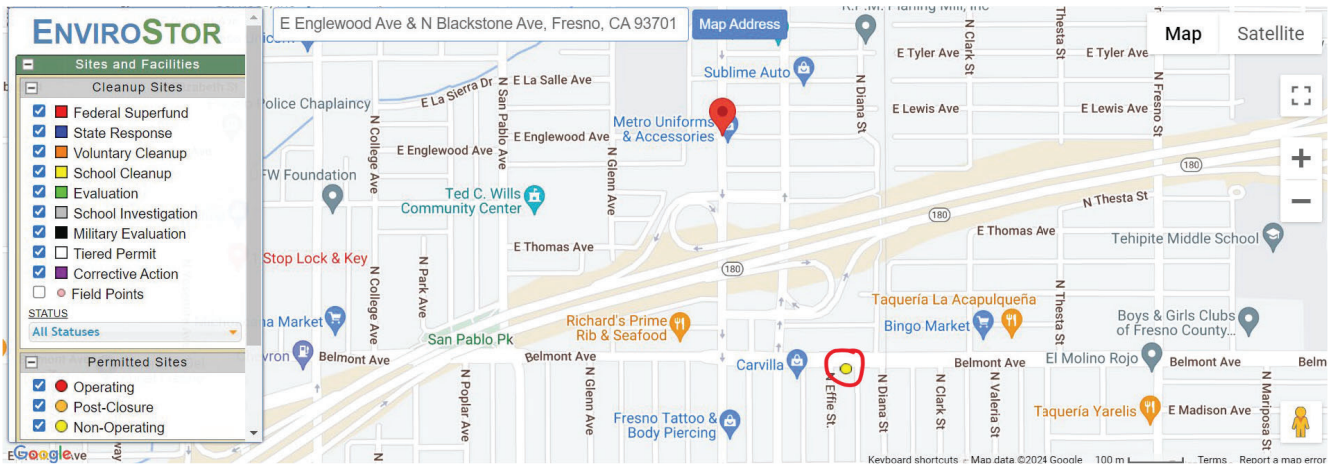 ENVIROSTOR
Sites and Facilities
Cleanup Sites
Federal Superfund
State Response
Voluntary Cleanup
School Cleanup
Evaluation
School Investigation
Military Evaluation
Tiered Permit
Corrective Action
Field Points
STATUS
All Statuses
Permitted Sites
Operating
Post-Closure
Non-Operating
Google
E Englewood Ave & N Blackstone Ave, Fresno, CA 93701
Map Address
Map
Satellite
E Tyler Ave
N Clark St
Thesta St
E Tyler Ave
Sublime Auto
E La Salle Ave
E La Sierra Dr
N San Pablo Ave
Police Chaplaincy
N College Ave
N Diana St
E Lewis Ave
E Lewis Ave
N Fresno St
Metro Uniforms
& Accessories
E Englewood Ave
E Englewood Ave
N Glenn Ave
FW Foundation
Ted C. Wills
Community Center
180
N Thesta St
180
E Thomas Ave
E Thomas Ave
Tehipite Middle School
Stop Lock & Key
180
N College Ave
N Park Ave
Taquería La Acapulqueña
N Thesta St
Bingo Market
Boys & Girls Clubs
of Fresno County...
na Market
Richard's Prime
Rib & Seafood
San Pablo Pk
vron
Belmont Ave
Belmont Ave
Carvilla
Belmont Ave
El Molino Rojo
Belmont Ave
Belm
N Poplar Ave
N Glenn Ave
N Effie St
N Diana St
N Clark St
N Valeria St
N Mariposa St
Fresno Tattoo &
Body Piercing
Taquería Yarelis
E Madison Ave
Keyboard shortcuts
Map data ©2024 Google
100 m
Terms
Report a map error